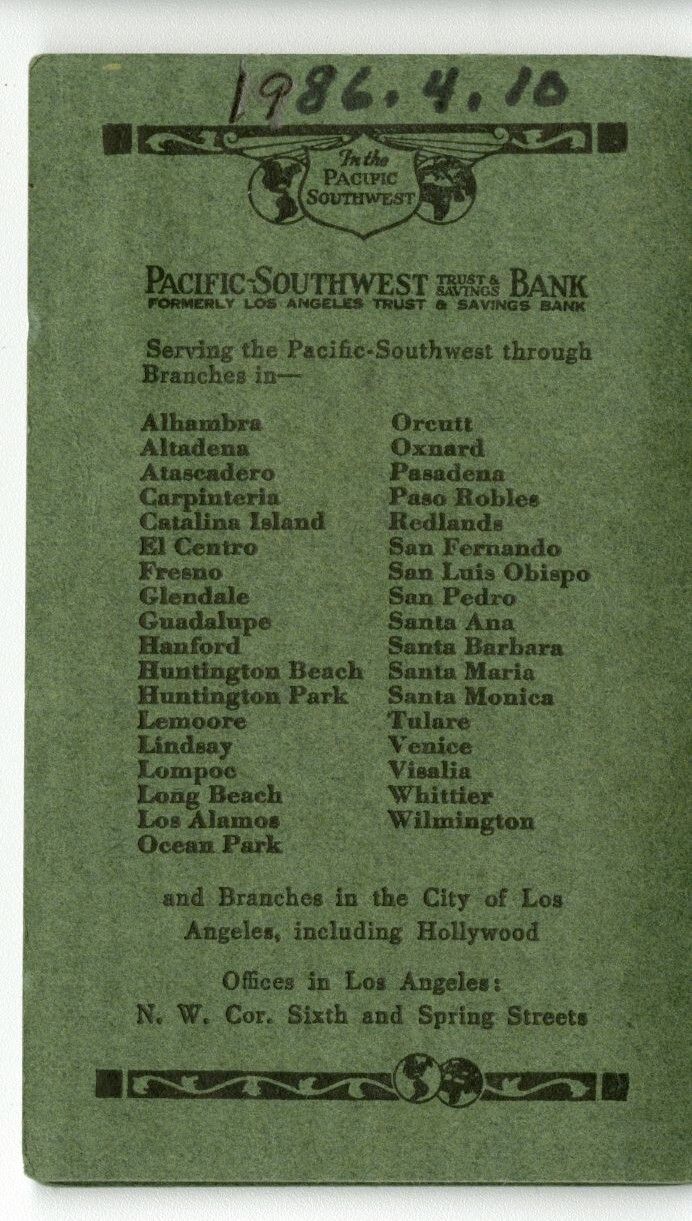 1986.4.10
In the
PACIFIC
SOUTHWEST
PACIFIC-SOUTHWEST TRUST & SAVINGS BANK
FORMERLY LOS ANGELES TRUST & SAVINGS BANK
Serving the Pacific-Southwest through
Branches in—
Alhambra
Altadena
Atascadero
Carpinteria
Catalina Island
El Centro
Fresno
Glendale
Guadalupe
Hanford
Huntington Beach
Huntington Park
Lemoore
Lindsay
Lompoc
Long Beach
Los Alamos
Ocean Park
Orcutt
Oxnard
Pasadena
Paso Robles
Redlands
San Fernando
San Luis Obispo
San Pedro
Santa Ana
Santa Barbara
Santa Maria
Santa Monica
Tulare
Venice
Visalia
Whittier
Wilmington
and Branches in the City of Los
Angeles, including Hollywood
Offices in Los Angeles:
N. W. Cor. Sixth and Spring Streets